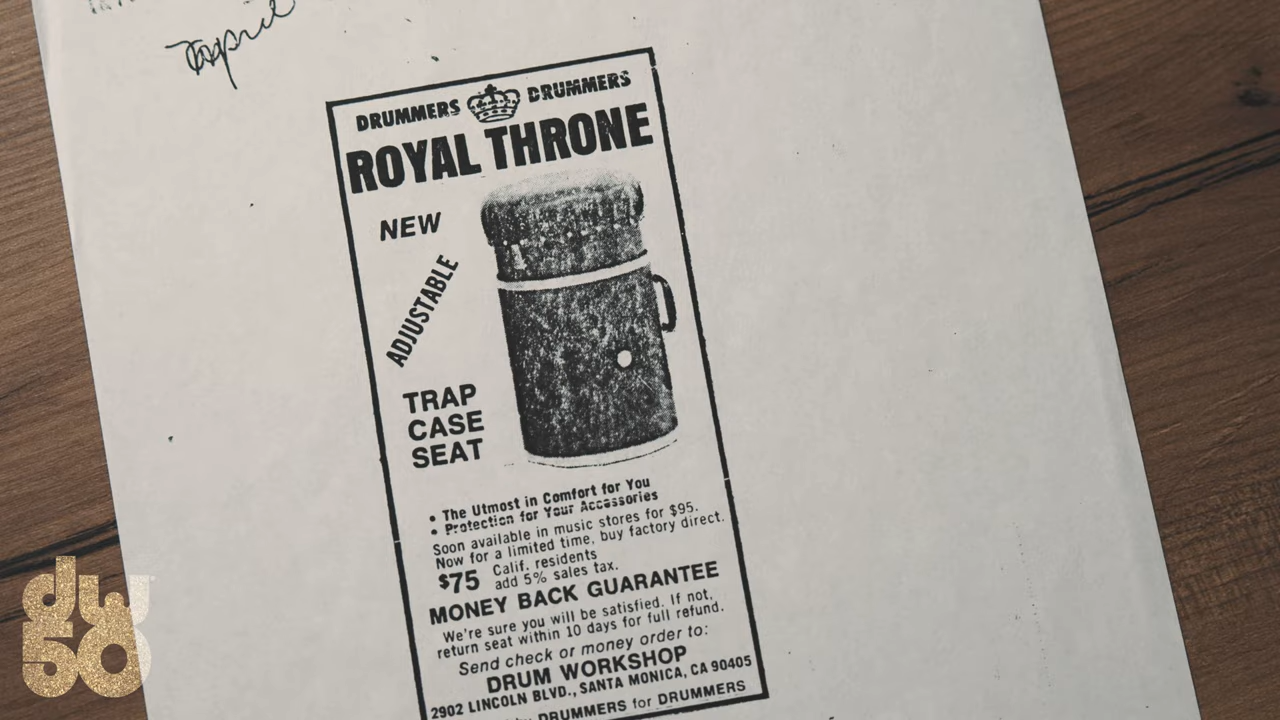 April
DRUMMERS DRUMMERS
ROYAL THRONE
NEW
ADJUSTABLE
TRAP
CASE
SEAT
• The Utmost in Comfort for You
• Protection for Your Accessories
Soon available in music stores for $95.
Now for a limited time, buy factory direct.
$75 Calif. residents
add 5% sales tax.
MONEY BACK GUARANTEE
We're sure you will be satisfied. If not,
return seat within 10 days for full refund.
Send check or money order to:
DRUM WORKSHOP
2902 LINCOLN BLVD., SANTA MONICA, CA 90405
DRUMMERS for DRUMMERS
dw
50